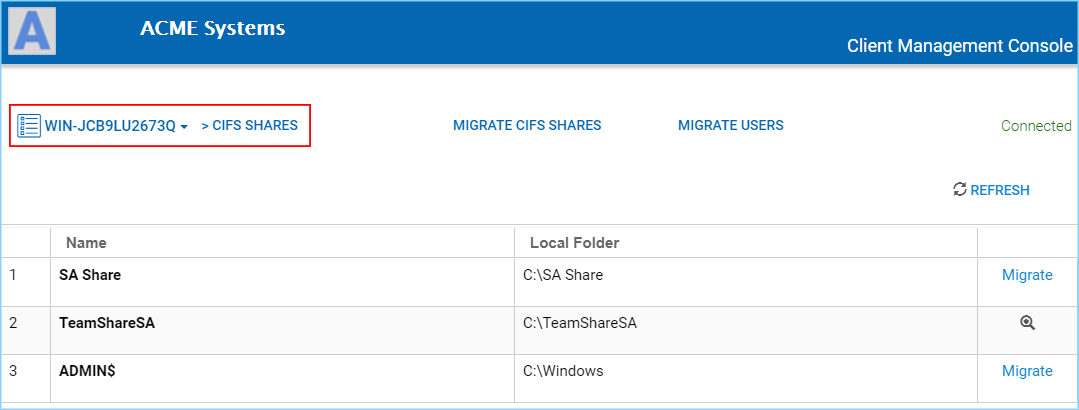 A
ACME Systems
Client Management Console
WIN-JCB9LU2673Q > CIFS SHARES MIGRATE CIFS SHARES MIGRATE USERS Connected
REFRESH
Name Local Folder
1 SA Share C:\SA Share Migrate
2 TeamShareSA C:\TeamShareSA
3 ADMIN$ C:\Windows Migrate